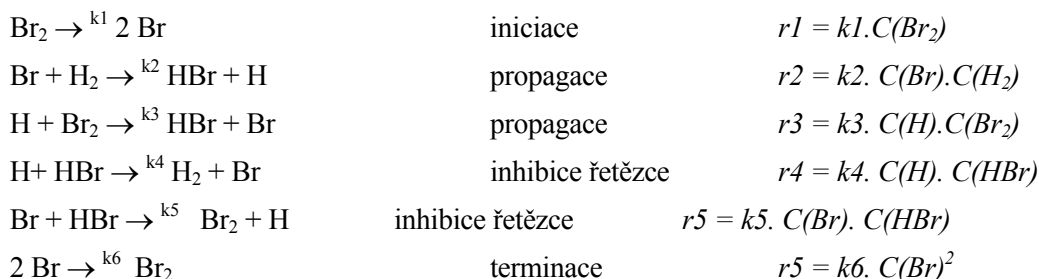 Br₂ → ᵏ¹ 2 Br iniciace r1 = k1.C(Br₂)
Br + H₂ → ᵏ² HBr + H propagace r2 = k2. C(Br).C(H₂)
H + Br₂ → ᵏ³ HBr + Br propagace r3 = k3. C(H).C(Br₂)
H+ HBr → ᵏ⁴ H₂ + Br inhibice řetězce r4 = k4. C(H). C(HBr)
Br + HBr → ᵏ⁵ Br₂ + H inhibice řetězce r5 = k5. C(Br). C(HBr)
2 Br → ᵏ⁶ Br₂ terminace r5 = k6. C(Br)²